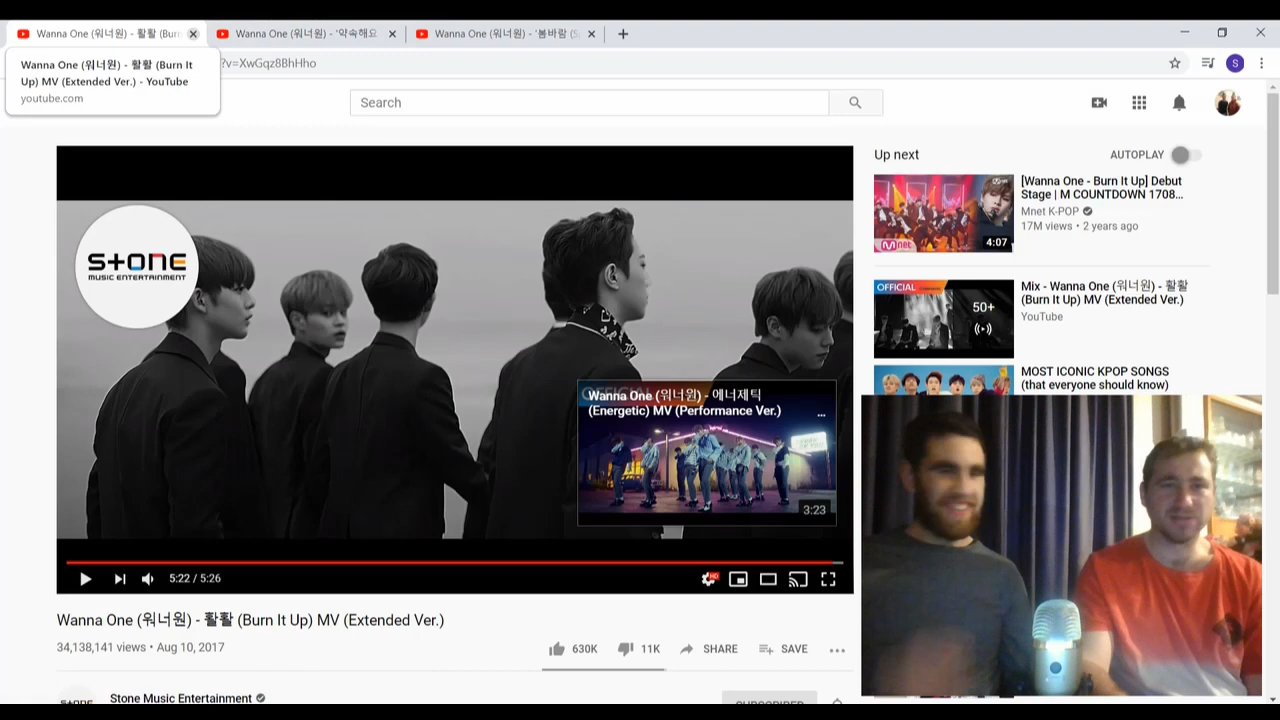 Wanna One (워너원) - 활활 (Burn
Wanna One (워너원) - '약속해요
Wanna One (워너원) - '봄바람
Wanna One (워너원) - 활활 (Burn It
Up) MV (Extended Ver.) - YouTube
youtube.com
?v=XwGqz8BhHho
S
Search
Up next
AUTOPLAY
STONE
MUSIC ENTERTAINMENT
[Wanna One - Burn It Up] Debut
Stage | M COUNTDOWN 1708...
Mnet K-POP
17M views • 2 years ago
Mnet
4:07
OFFICIAL
50+
Mix - Wanna One (워너원) - 활활
(Burn It Up) MV (Extended Ver.)
YouTube
MOST ICONIC KPOP SONGS
(that everyone should know)
OFFICIAL
Wanna One (워너원) - 에너제틱
(Energetic) MV (Performance Ver.)
3:23
5:22 / 5:26
HD
Wanna One (워너원) - 활활 (Burn It Up) MV (Extended Ver.)
34,138,141 views • Aug 10, 2017
630K
11K
SHARE
SAVE
Stone Music Entertainment
SUBSCRIBED